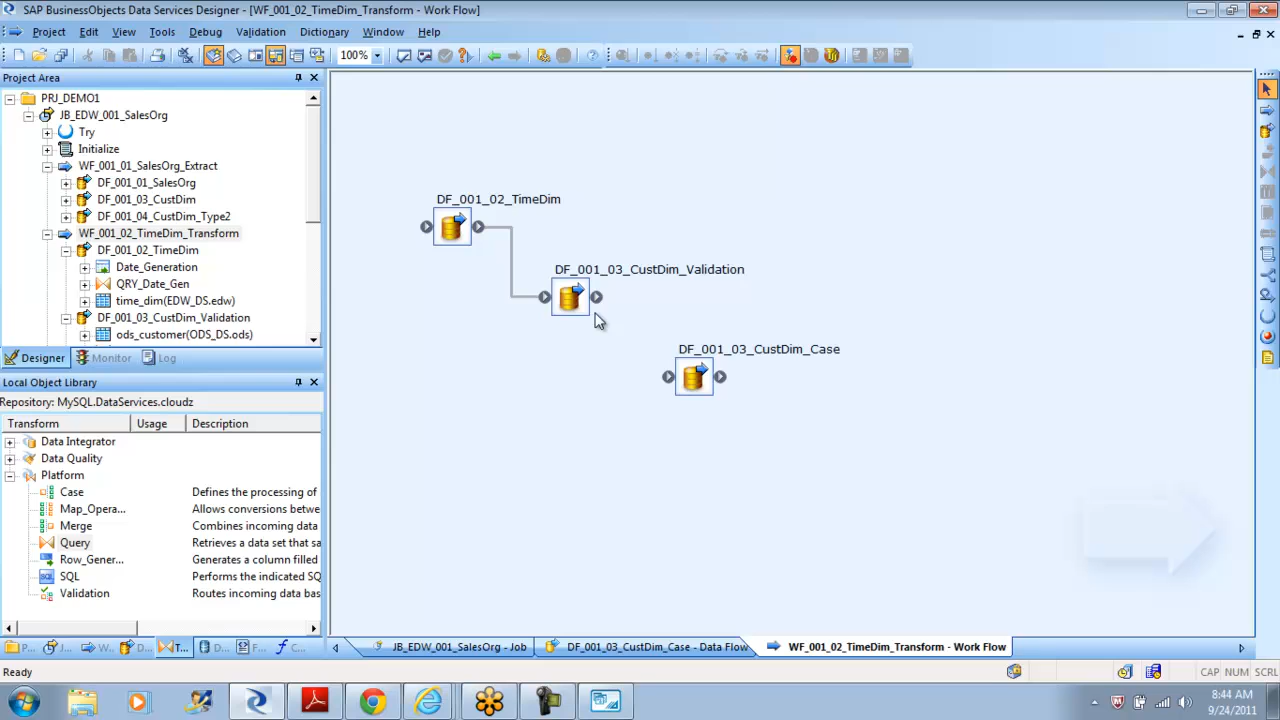 SAP BusinessObjects Data Services Designer - [WF_001_02_TimeDim_Transform - Work Flow]
Project Edit View Tools Debug Validation Dictionary Window Help
100%
Project Area
PRJ_DEMO1
JB_EDW_001_SalesOrg
Try
Initialize
WF_001_01_SalesOrg_Extract
DF_001_01_SalesOrg
DF_001_03_CustDim
DF_001_04_CustDim_Type2
WF_001_02_TimeDim_Transform
DF_001_02_TimeDim
Date_Generation
QRY_Date_Gen
time_dim(EDW_DS.edw)
DF_001_03_CustDim_Validation
ods_customer(ODS_DS.ods)
Designer Monitor Log
Local Object Library
Repository: MySQL.DataServices.cloudz
Transform Usage Description
Data Integrator
Data Quality
Platform
Case Defines the processing of
Map_Opera... Allows conversions betwe
Merge Combines incoming data
Query Retrieves a data set that sa
Row_Gener... Generates a column filled
SQL Performs the indicated SQ
Validation Routes incoming data bas
P... J... W... D... T... D... F... C...
DF_001_02_TimeDim
DF_001_03_CustDim_Validation
DF_001_03_CustDim_Case
JB_EDW_001_SalesOrg - Job DF_001_03_CustDim_Case - Data Flow WF_001_02_TimeDim_Transform - Work Flow
Ready CAP NUM SCRL
8:44 AM
9/24/2011